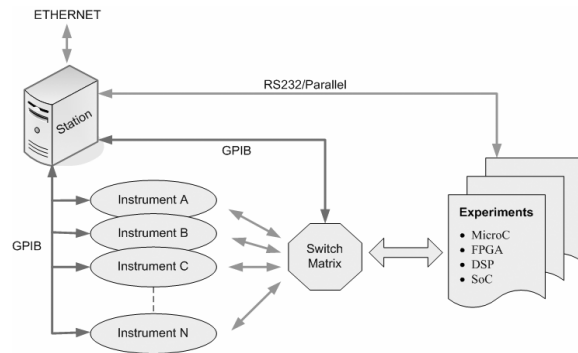 ETHERNET
Station
RS232/Parallel
GPIB
GPIB
Instrument A
Instrument B
Instrument C
Instrument N
Switch
Matrix
Experiments
• MicroC
• FPGA
• DSP
• SoC